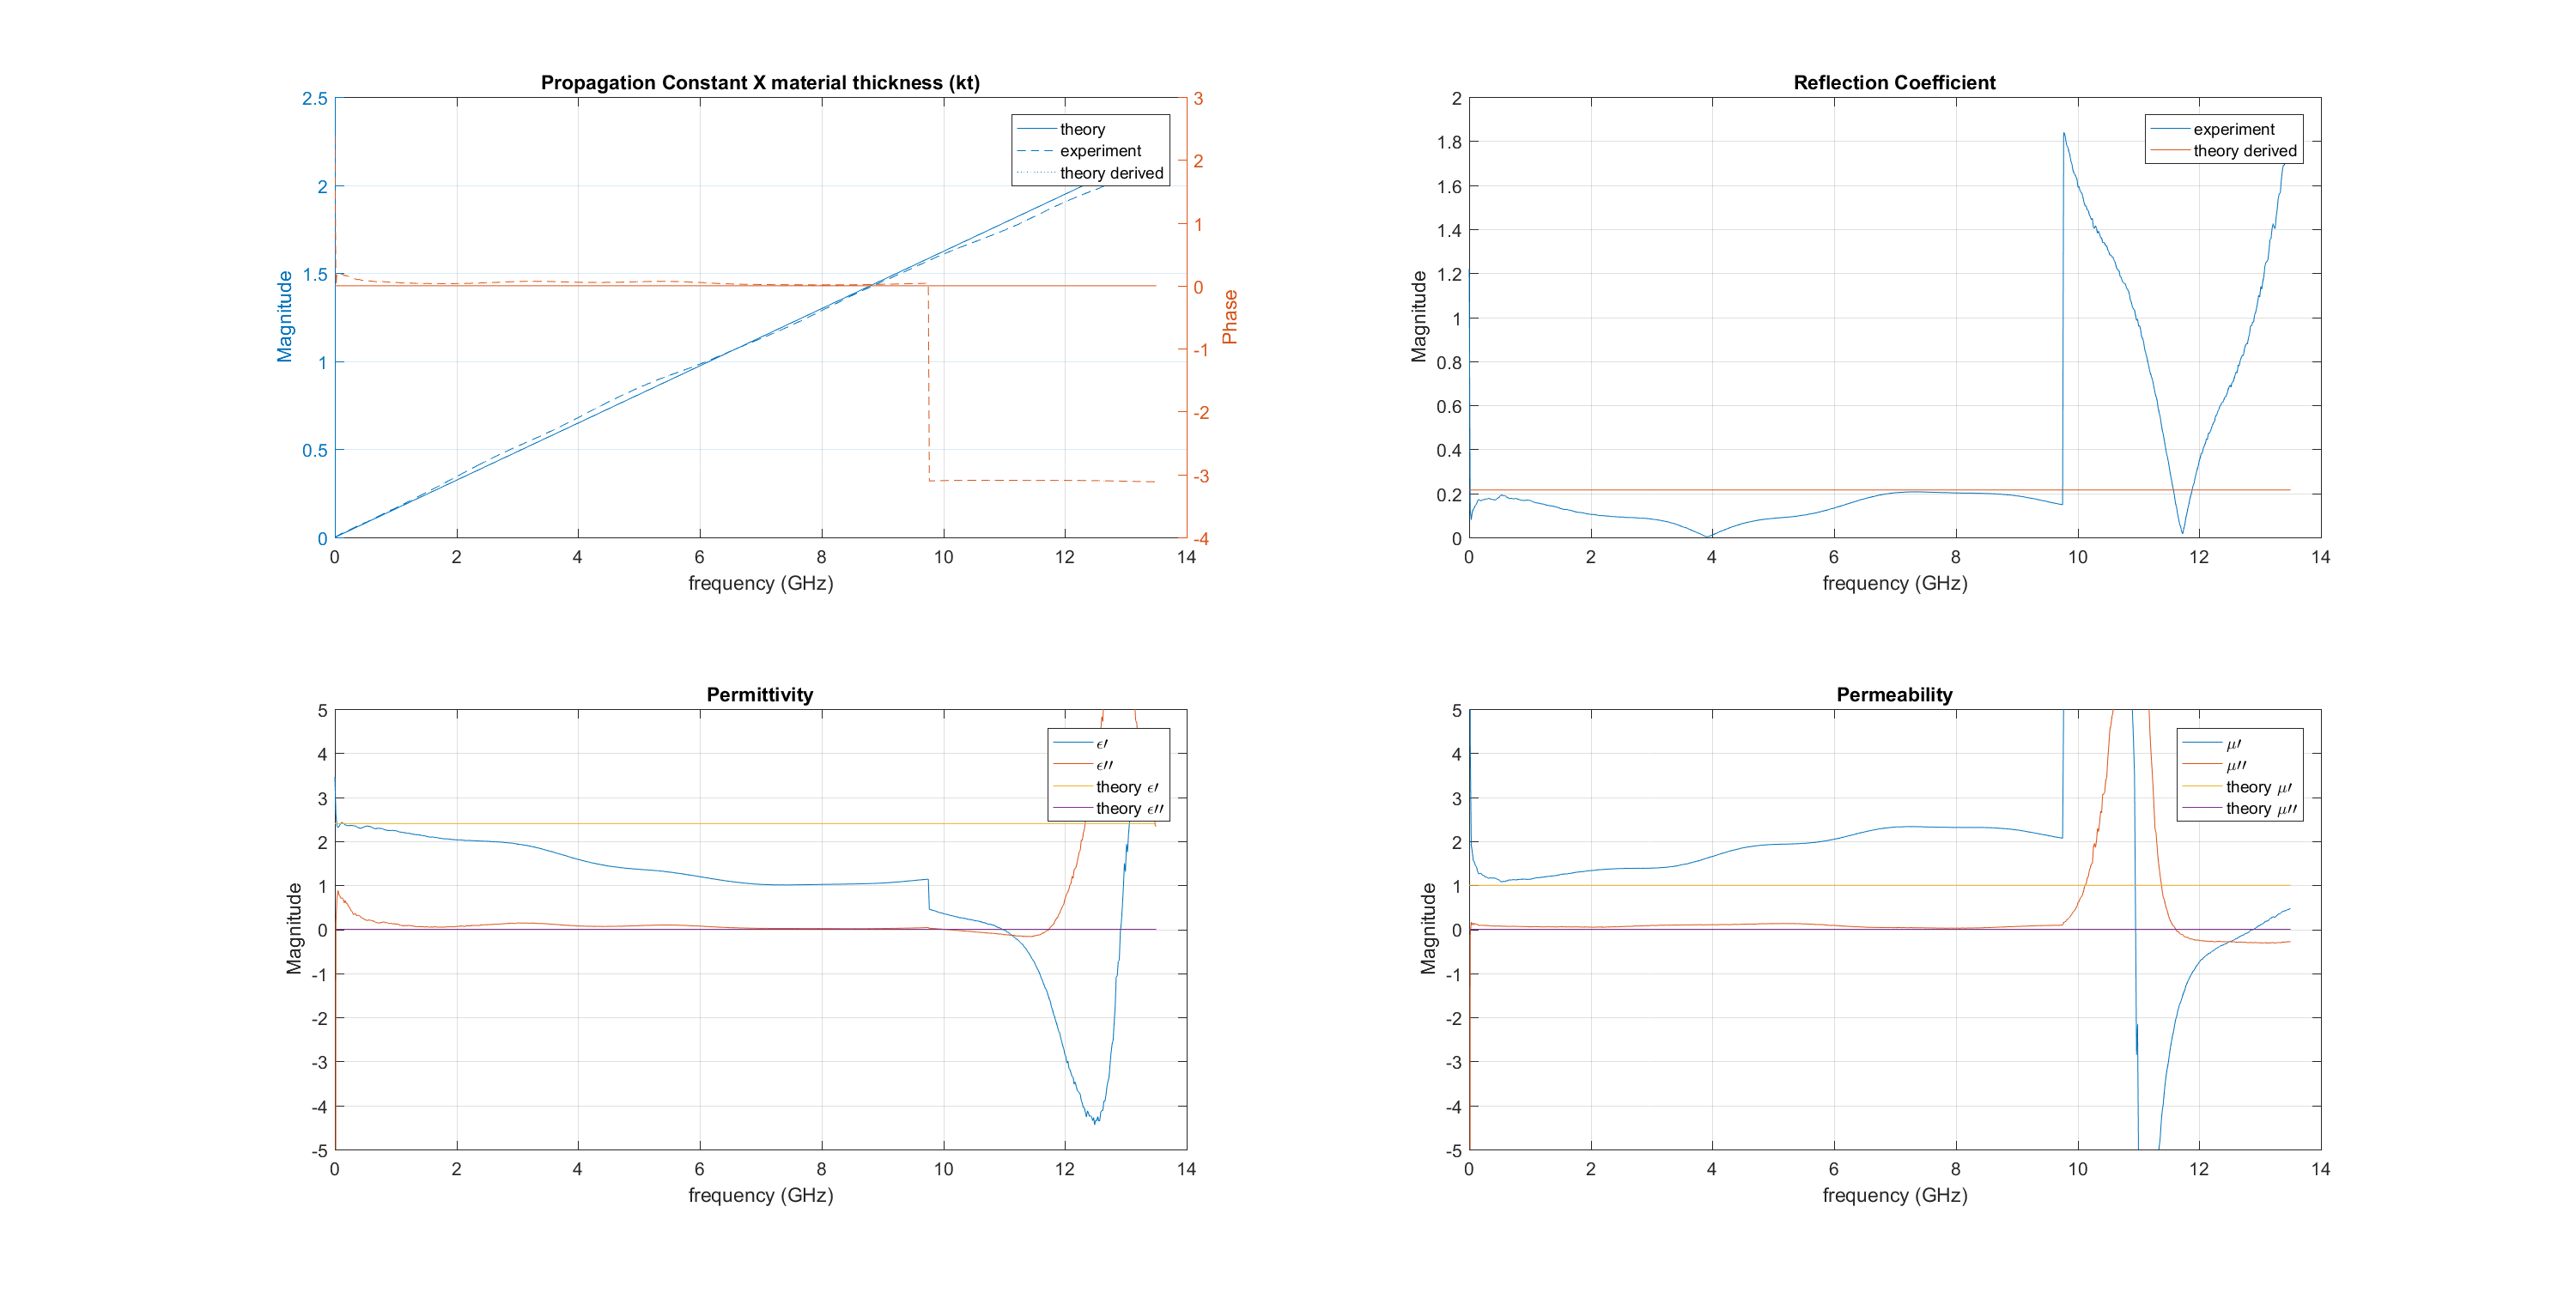 Propagation Constant X material thickness (kt)
2.5
2
1.5
1
0.5
0
Magnitude
3
2
1
0
-1
-2
-3
-4
Phase
theory
experiment
theory derived
0 2 4 6 8 10 12 14
frequency (GHz)
Reflection Coefficient
2
1.8
1.6
1.4
1.2
1
0.8
0.6
0.4
0.2
0
Magnitude
experiment
theory derived
0 2 4 6 8 10 12 14
frequency (GHz)
Permittivity
5
4
3
2
1
0
-1
-2
-3
-4
-5
Magnitude
ϵ′
ϵ′′
theory ϵ′
theory ϵ′′
0 2 4 6 8 10 12 14
frequency (GHz)
Permeability
5
4
3
2
1
0
-1
-2
-3
-4
-5
Magnitude
μ′
μ′′
theory μ′
theory μ′′
0 2 4 6 8 10 12 14
frequency (GHz)